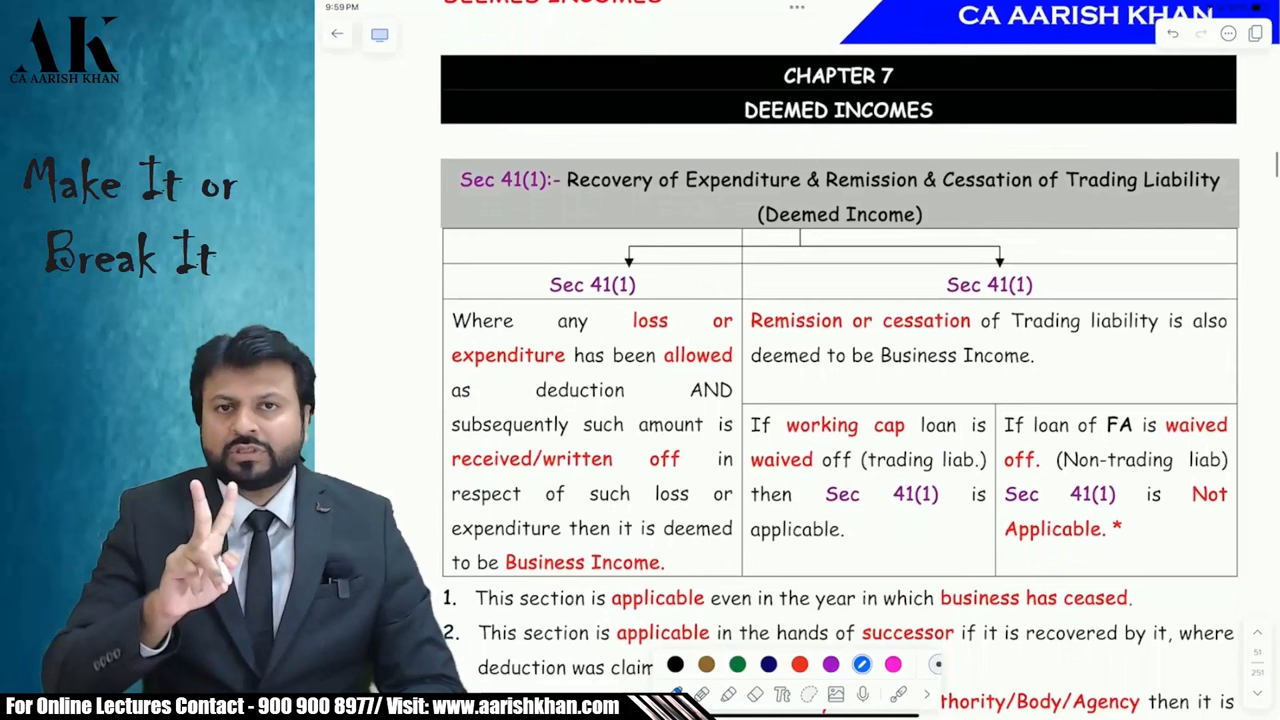 9:59 PM
DEEMED INCOMES
CA AARISH KHAN
AK
CA AARISH KHAN
Make It or
Break It
CHAPTER 7
DEEMED INCOMES
Sec 41(1):- Recovery of Expenditure & Remission & Cessation of Trading Liability
(Deemed Income)
Sec 41(1)
Where any loss or
expenditure has been allowed
as deduction AND
subsequently such amount is
received/written off in
respect of such loss or
expenditure then it is deemed
to be Business Income.
Sec 41(1)
Remission or cessation of Trading liability is also
deemed to be Business Income.
If working cap loan is
waived off (trading liab.)
then Sec 41(1) is
applicable.
If loan of FA is waived
off. (Non-trading liab)
Sec 41(1) is Not
Applicable. *
1. This section is applicable even in the year in which business has ceased.
2. This section is applicable in the hands of successor if it is recovered by it, where
deduction was claim
thority/Body/Agency then it is
51
251
Tt
For Online Lectures Contact - 900 900 8977/ Visit: www.aarishkhan.com